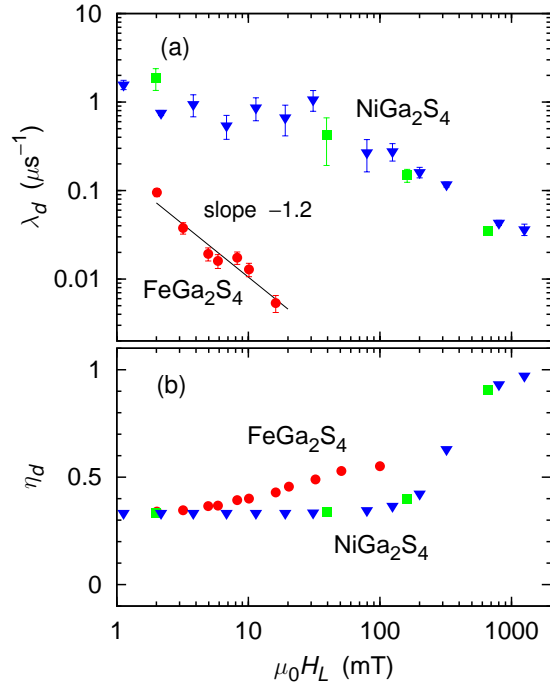 (a)
10
1
0.1
0.01
λd (μs−1)
NiGa2S4
slope −1.2
FeGa2S4
(b)
1
0.5
0
ηd
FeGa2S4
NiGa2S4
1 10 100 1000
μ0HL (mT)